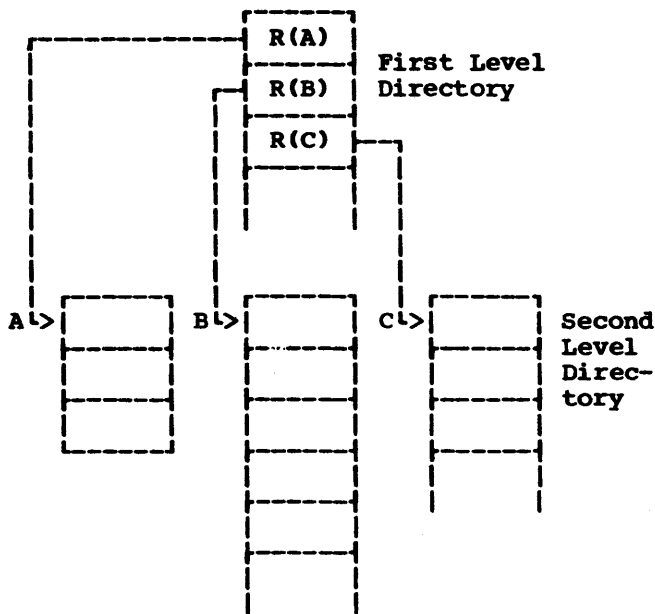 R(A)
First Level
R(B)
Directory
R(C)
A
B
C
Second
Level
Direc-
tory